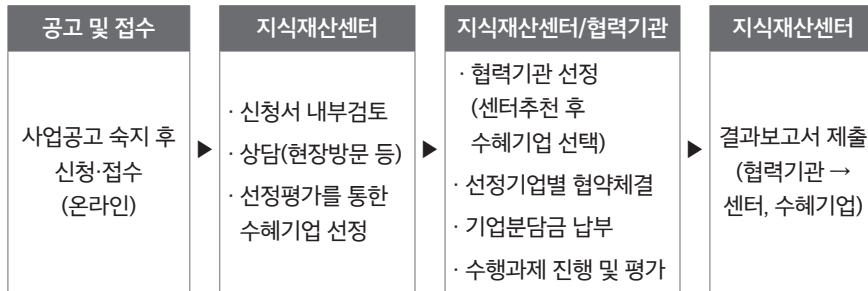 공고 및 접수
사업공고 숙지 후
신청·접수
(온라인)
▶
지식재산센터
· 신청서 내부검토
· 상담(현장방문 등)
· 선정평가를 통한
수혜기업 선정
▶
지식재산센터/협력기관
· 협력기관 선정
(센터추천 후
수혜기업 선택)
· 선정기업별 협약체결
· 기업분담금 납부
· 수행과제 진행 및 평가
▶
지식재산센터
결과보고서 제출
(협력기관 →
센터, 수혜기업)